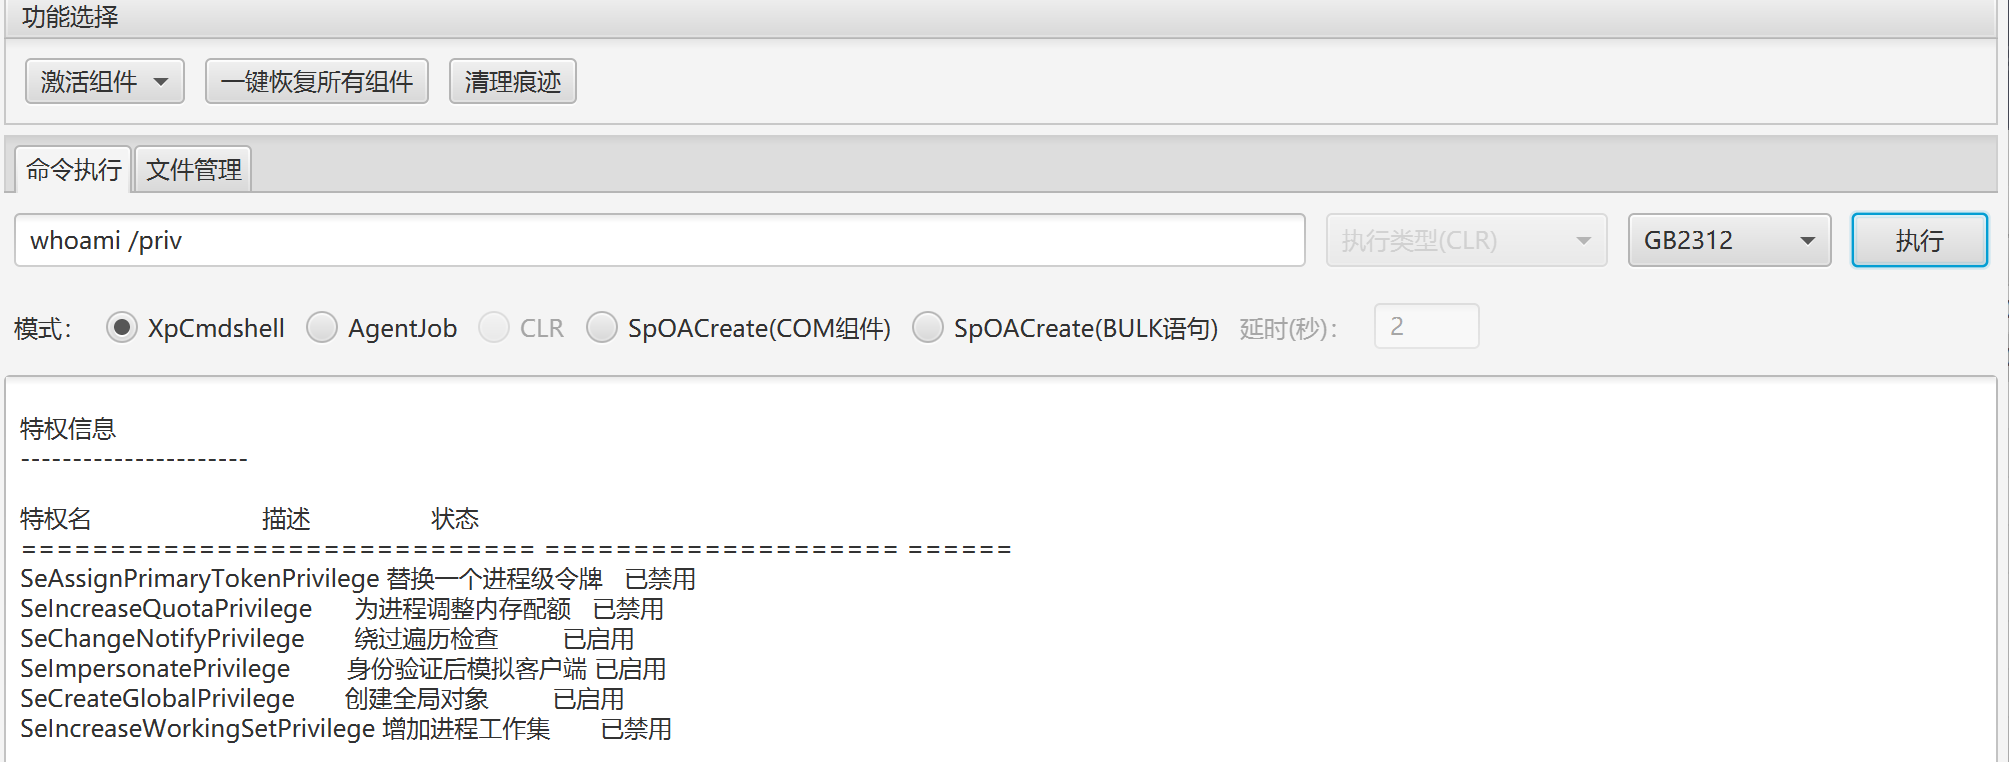 功能选择
激活组件 一键恢复所有组件 清理痕迹
命令执行 文件管理
whoami /priv 执行类型(CLR) GB2312 执行
模式： XpCmdshell AgentJob CLR SpOACreate(COM组件) SpOACreate(BULK语句) 延时(秒)： 2
特权信息
----------------------
特权名 描述 状态
============================= ==================== ======
SeAssignPrimaryTokenPrivilege 替换一个进程级令牌 已禁用
SeIncreaseQuotaPrivilege 为进程调整内存配额 已禁用
SeChangeNotifyPrivilege 绕过遍历检查 已启用
SeImpersonatePrivilege 身份验证后模拟客户端 已启用
SeCreateGlobalPrivilege 创建全局对象 已启用
SeIncreaseWorkingSetPrivilege 增加进程工作集 已禁用